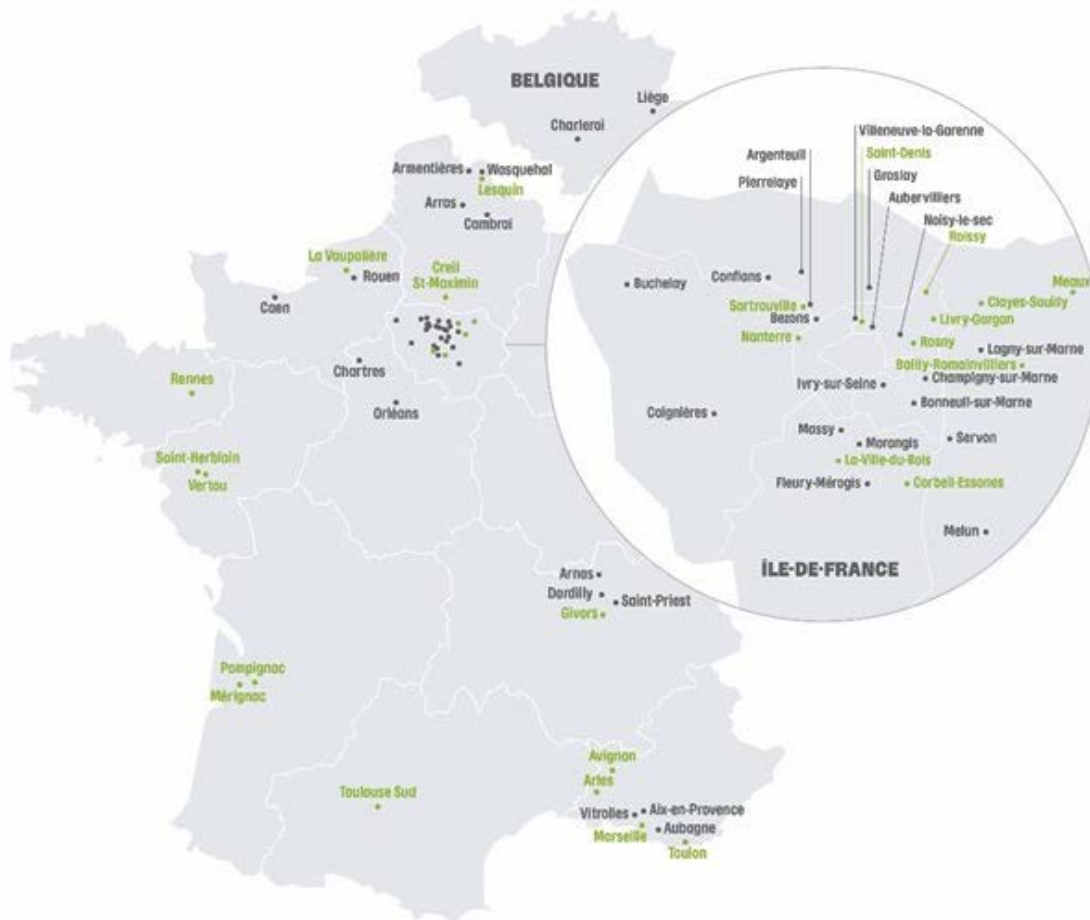 BELGIQUE
Liège
Charleroi
Armentières
Wasquehal
Lesquin
Arras
Cambrai
La Vaupalière
Rouen
Creil
St-Maximin
Caen
Chartres
Orléans
Rennes
Saint-Herblain
Vertou
Arnas
Dardilly
Saint-Priest
Givors
Pompignac
Mérignac
Avignon
Arles
Toulouse Sud
Vitrolles
Aix-en-Provence
Marseille
Aubagne
Toulon
Villeneuve-la-Garenne
Argenteuil
Saint-Denis
Pierrelaye
Groslay
Aubervilliers
Noisy-le-sec
Roissy
Buchelay
Conflans
Meaux
Sartrouville
Clayes-Souilly
Bezons
Livry-Gargan
Nanterre
Rosny
Lagny-sur-Marne
Bailly-Romainvilliers
Ivry-sur-Seine
Champigny-sur-Marne
Bonneuil-sur-Marne
Coignières
Massy
Morangis
Servon
La-Ville-du-Bois
Fleury-Mérogis
Corbeil-Essones
Melun
ÎLE-DE-FRANCE